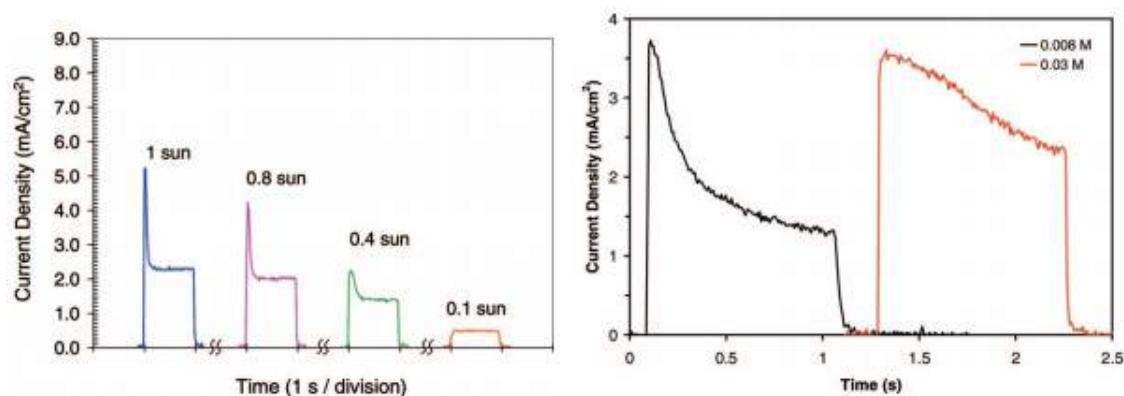 9.0
8.0
7.0
6.0
5.0
4.0
3.0
2.0
1.0
0.0
Current Density (mA/cm²)
1 sun
0.8 sun
0.4 sun
0.1 sun
Time (1 s / division)
4
3
2
1
0
Current Density (mA/cm²)
0.008 M
0.03 M
0 0.5 1 1.5 2 2.5
Time (s)